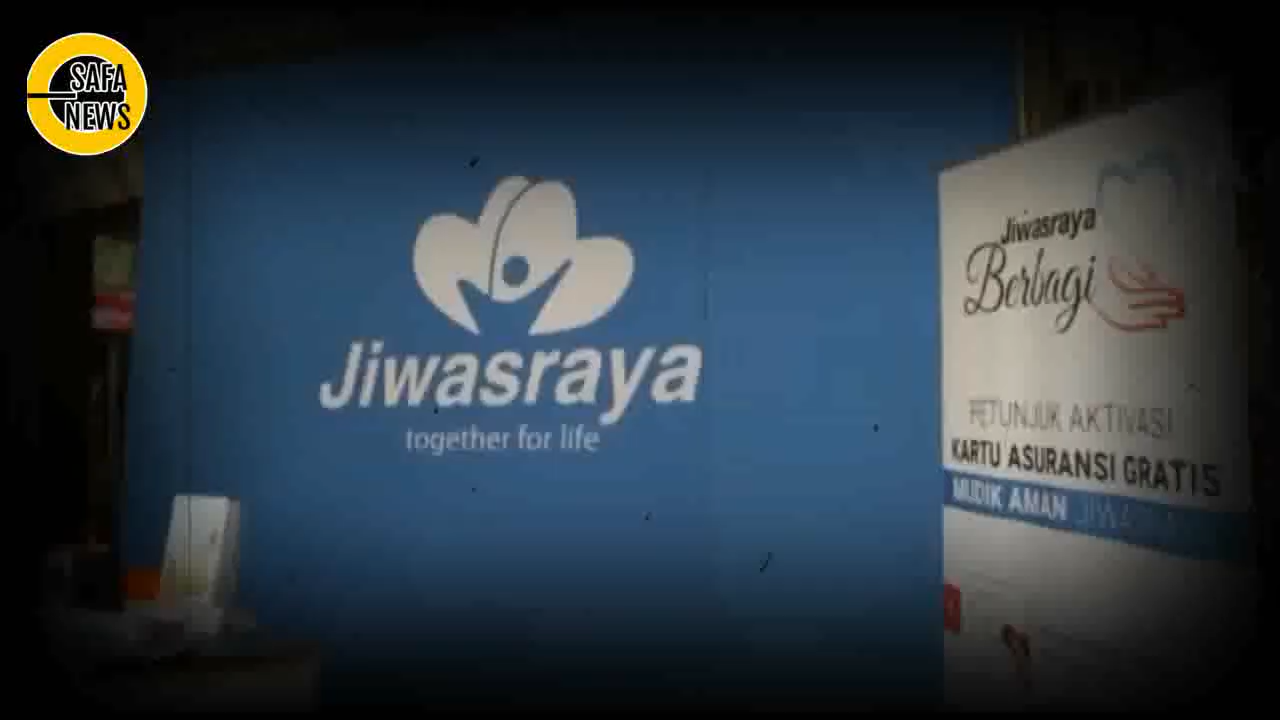 SAFA
NEWS
Jiwasraya
together for life
Jiwasraya
Berbagi
PETUNJUK AKTIVASI
KARTU ASURANSI GRATIS
MUDIK AMAN